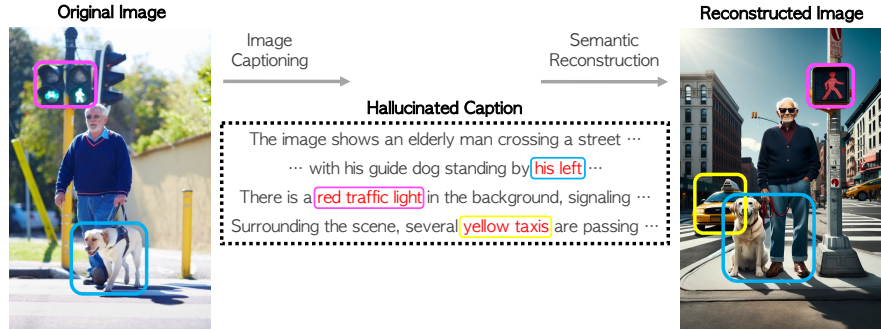 Original Image
Image
Captioning
Semantic
Reconstruction
Reconstructed Image
Hallucinated Caption
The image shows an elderly man crossing a street ···
··· with his guide dog standing by his left ···
There is a red traffic light in the background, signaling ···
Surrounding the scene, several yellow taxis are passing ···